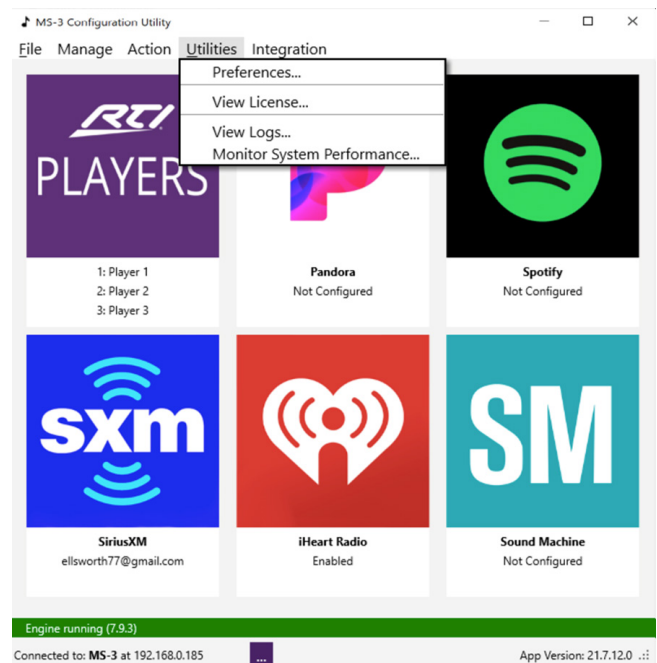 MS-3 Configuration Utility
File Manage Action Utilities Integration
Preferences...
View License...
View Logs...
Monitor System Performance...
RTI
PLAYERS
1: Player 1
2: Player 2
3: Player 3
Pandora
Not Configured
Spotify
Not Configured
sxm
SM
SiriusXM
ellsworth77@gmail.com
iHeart Radio
Enabled
Sound Machine
Not Configured
Engine running (7.9.3)
Connected to: MS-3 at 192.168.0.185
...
App Version: 21.7.12.0